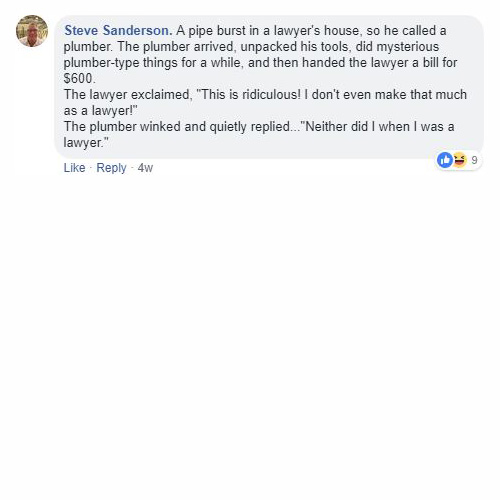 Steve Sanderson. A pipe burst in a lawyer's house, so he called a
plumber. The plumber arrived, unpacked his tools, did mysterious
plumber-type things for a while, and then handed the lawyer a bill for
$600.
The lawyer exclaimed, "This is ridiculous! I don't even make that much
as a lawyer!"
The plumber winked and quietly replied..."Neither did I when I was a
lawyer."
9
Like · Reply · 4w